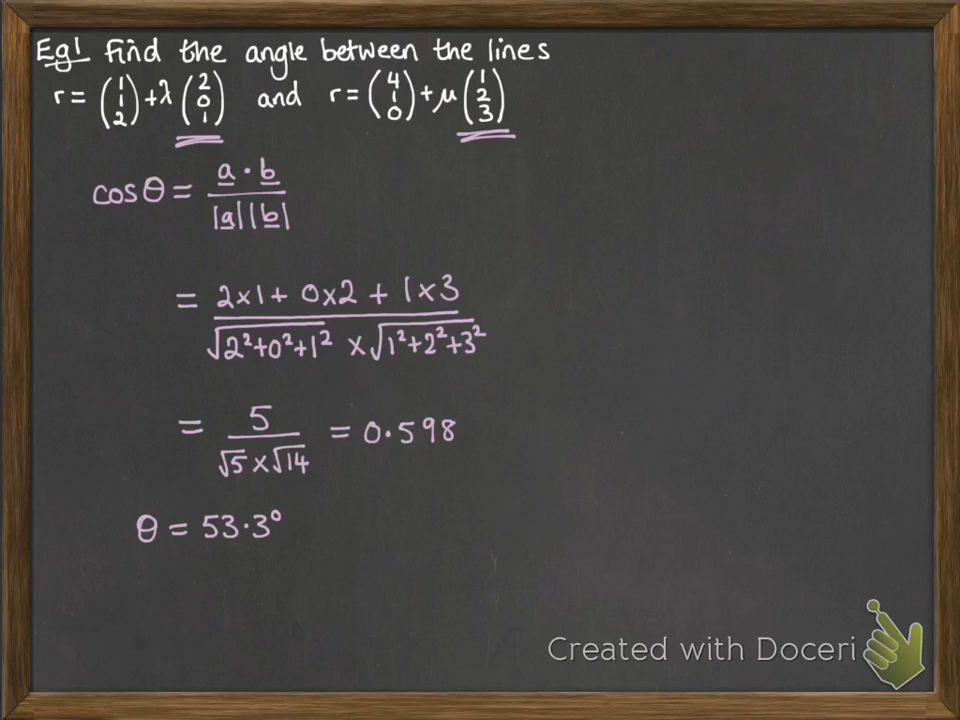 Eg1 Find the angle between the lines
r = (1 1 2) + λ (2 0 1) and r = (4 1 0) + μ (1 2 3)
cosθ = a · b / |a||b|
= 2×1 + 0×2 + 1×3 / √2²+0²+1² × √1²+2²+3²
= 5 / √5 × √14 = 0·598
θ = 53·3°
Created with Doceri